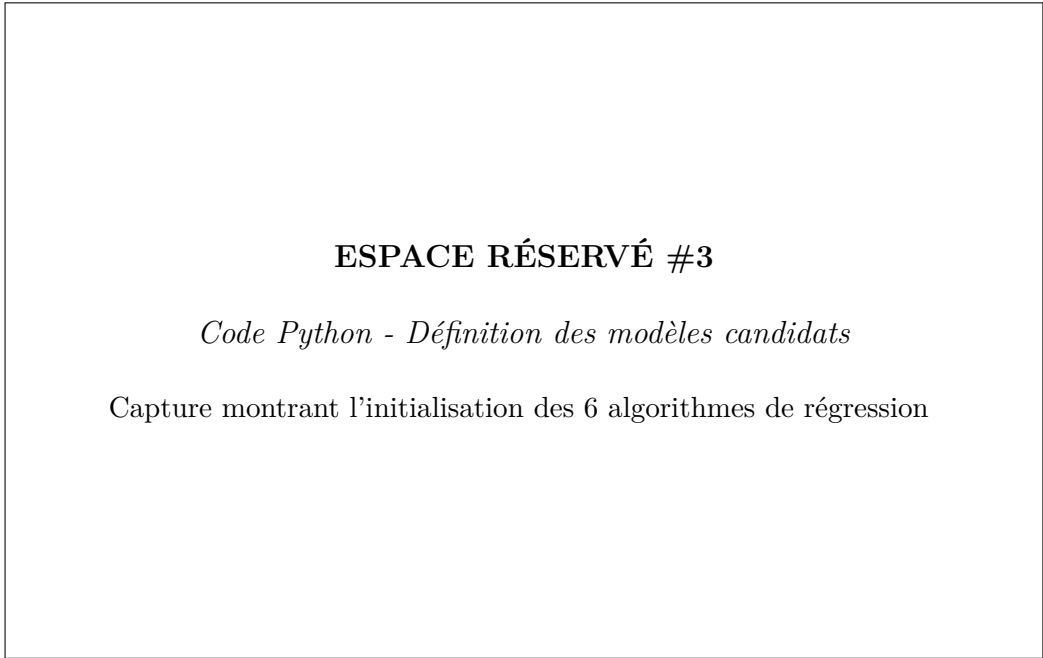 ESPACE RÉSERVÉ #3
Code Python - Définition des modèles candidats
Capture montrant l'initialisation des 6 algorithmes de régression